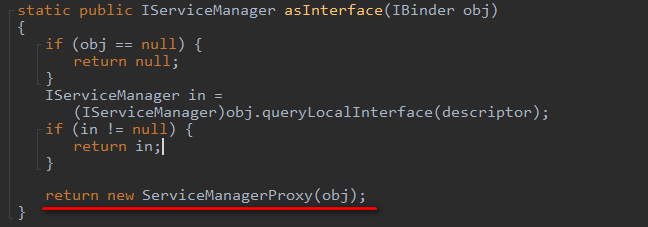 static public IServiceManager asInterface(IBinder obj)
{
if (obj == null) {
return null;
}
IServiceManager in =
(IServiceManager)obj.queryLocalInterface(descriptor);
if (in != null) {
return in;
}
return new ServiceManagerProxy(obj);
}